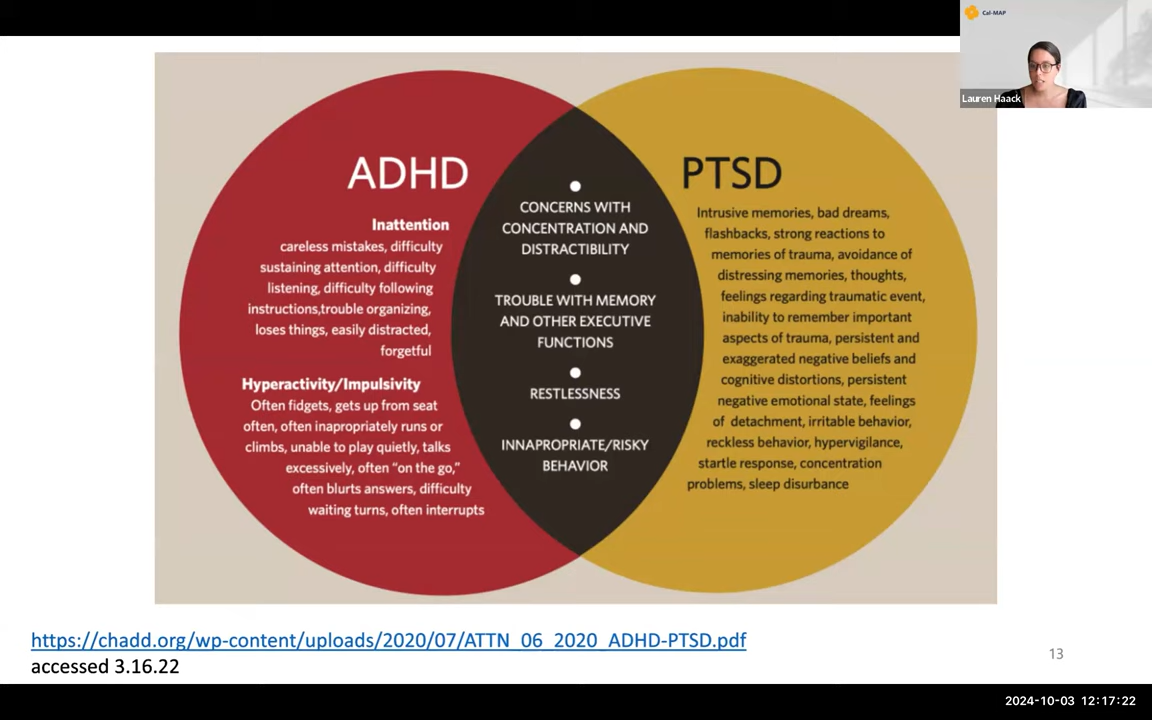 Cal-MAP
Lauren Haack
ADHD
Inattention
careless mistakes, difficulty
sustaining attention, difficulty
listening, difficulty following
instructions,trouble organizing,
loses things, easily distracted,
forgetful
Hyperactivity/Impulsivity
Often fidgets, gets up from seat
often, often inapropriately runs or
climbs, unable to play quietly, talks
excessively, often “on the go,”
often blurts answers, difficulty
waiting turns, often interrupts
CONCERNS WITH
CONCENTRATION AND
DISTRACTIBILITY
TROUBLE WITH MEMORY
AND OTHER EXECUTIVE
FUNCTIONS
RESTLESSNESS
INNAPROPRIATE/RISKY
BEHAVIOR
PTSD
Intrusive memories, bad dreams,
flashbacks, strong reactions to
memories of trauma, avoidance of
distressing memories, thoughts,
feelings regarding traumatic event,
inability to remember important
aspects of trauma, persistent and
exaggerated negative beliefs and
cognitive distortions, persistent
negative emotional state, feelings
of detachment, irritable behavior,
reckless behavior, hypervigilance,
startle response, concentration
problems, sleep disurbance
https://chadd.org/wp-content/uploads/2020/07/ATTN_06_2020_ADHD-PTSD.pdf
accessed 3.16.22
13
2024-10-03 12:17:22